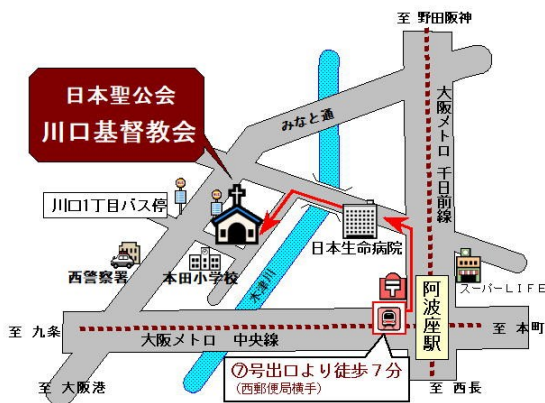 至 野田阪神
日本聖公会
川口基督教会
みなと通
大阪メトロ 千日前線
川口1丁目バス停
日本生命病院
西警察署
本田小学校
木津川
スーパーLIFE
阿波座駅
至 九条
大阪メトロ 中央線
至 本町
⑦号出口より徒歩7分
(西郵便局横手)
至 大阪港
至 西長